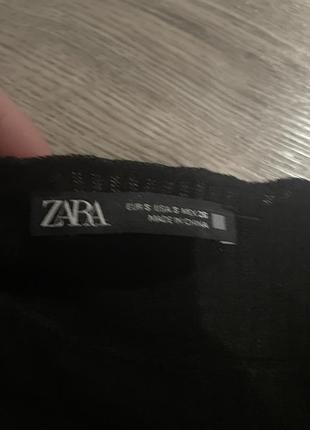 ZARA
EUR S USA S MEX 26
MADE IN CHINA